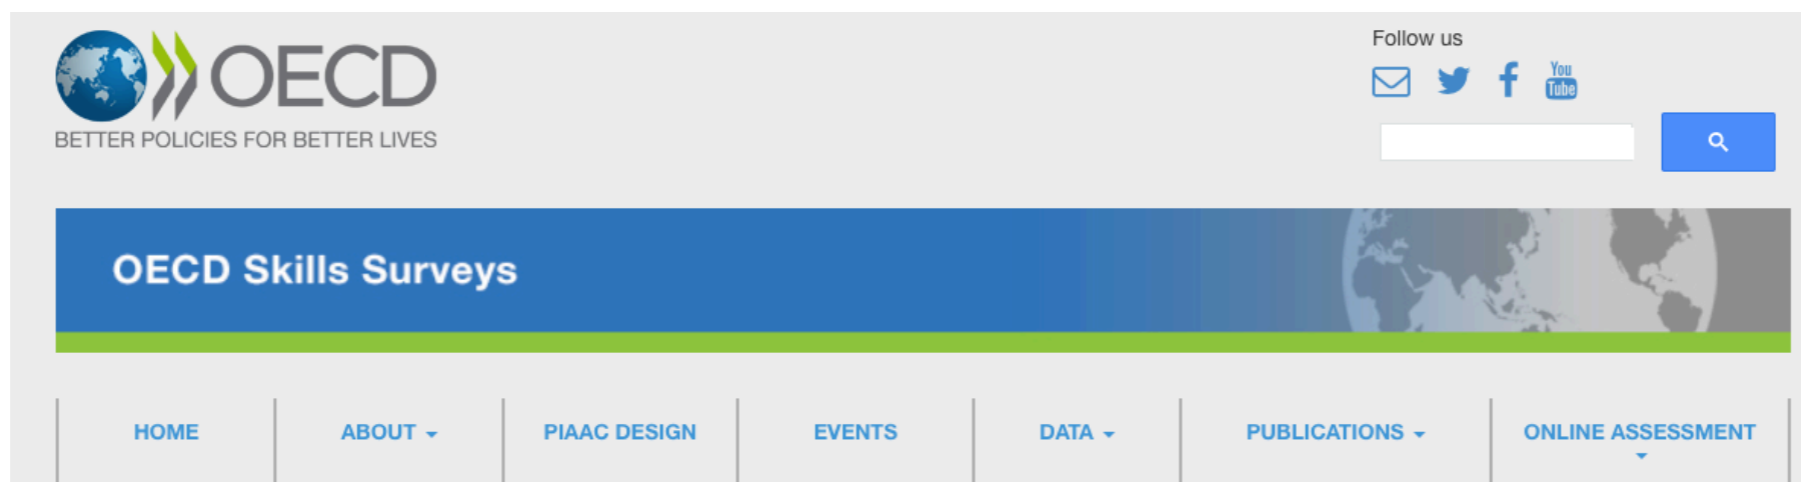 OECD
BETTER POLICIES FOR BETTER LIVES
Follow us
You
Tube
OECD Skills Surveys
HOME
ABOUT
PIAAC DESIGN
EVENTS
DATA
PUBLICATIONS
ONLINE ASSESSMENT